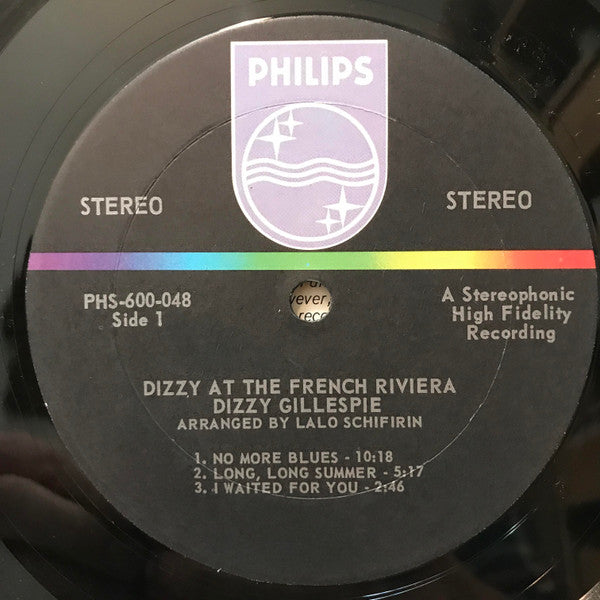 PHILIPS
STEREO
STEREO
PHS-600-048
Side 1
A Stereophonic
High Fidelity
Recording
DIZZY AT THE FRENCH RIVIERA
DIZZY GILLESPIE
ARRANGED BY LALO SCHIFIRIN
1. NO MORE BLUES - 10:18
2. LONG, LONG SUMMER - 5:17
3. I WAITED FOR YOU - 2:46